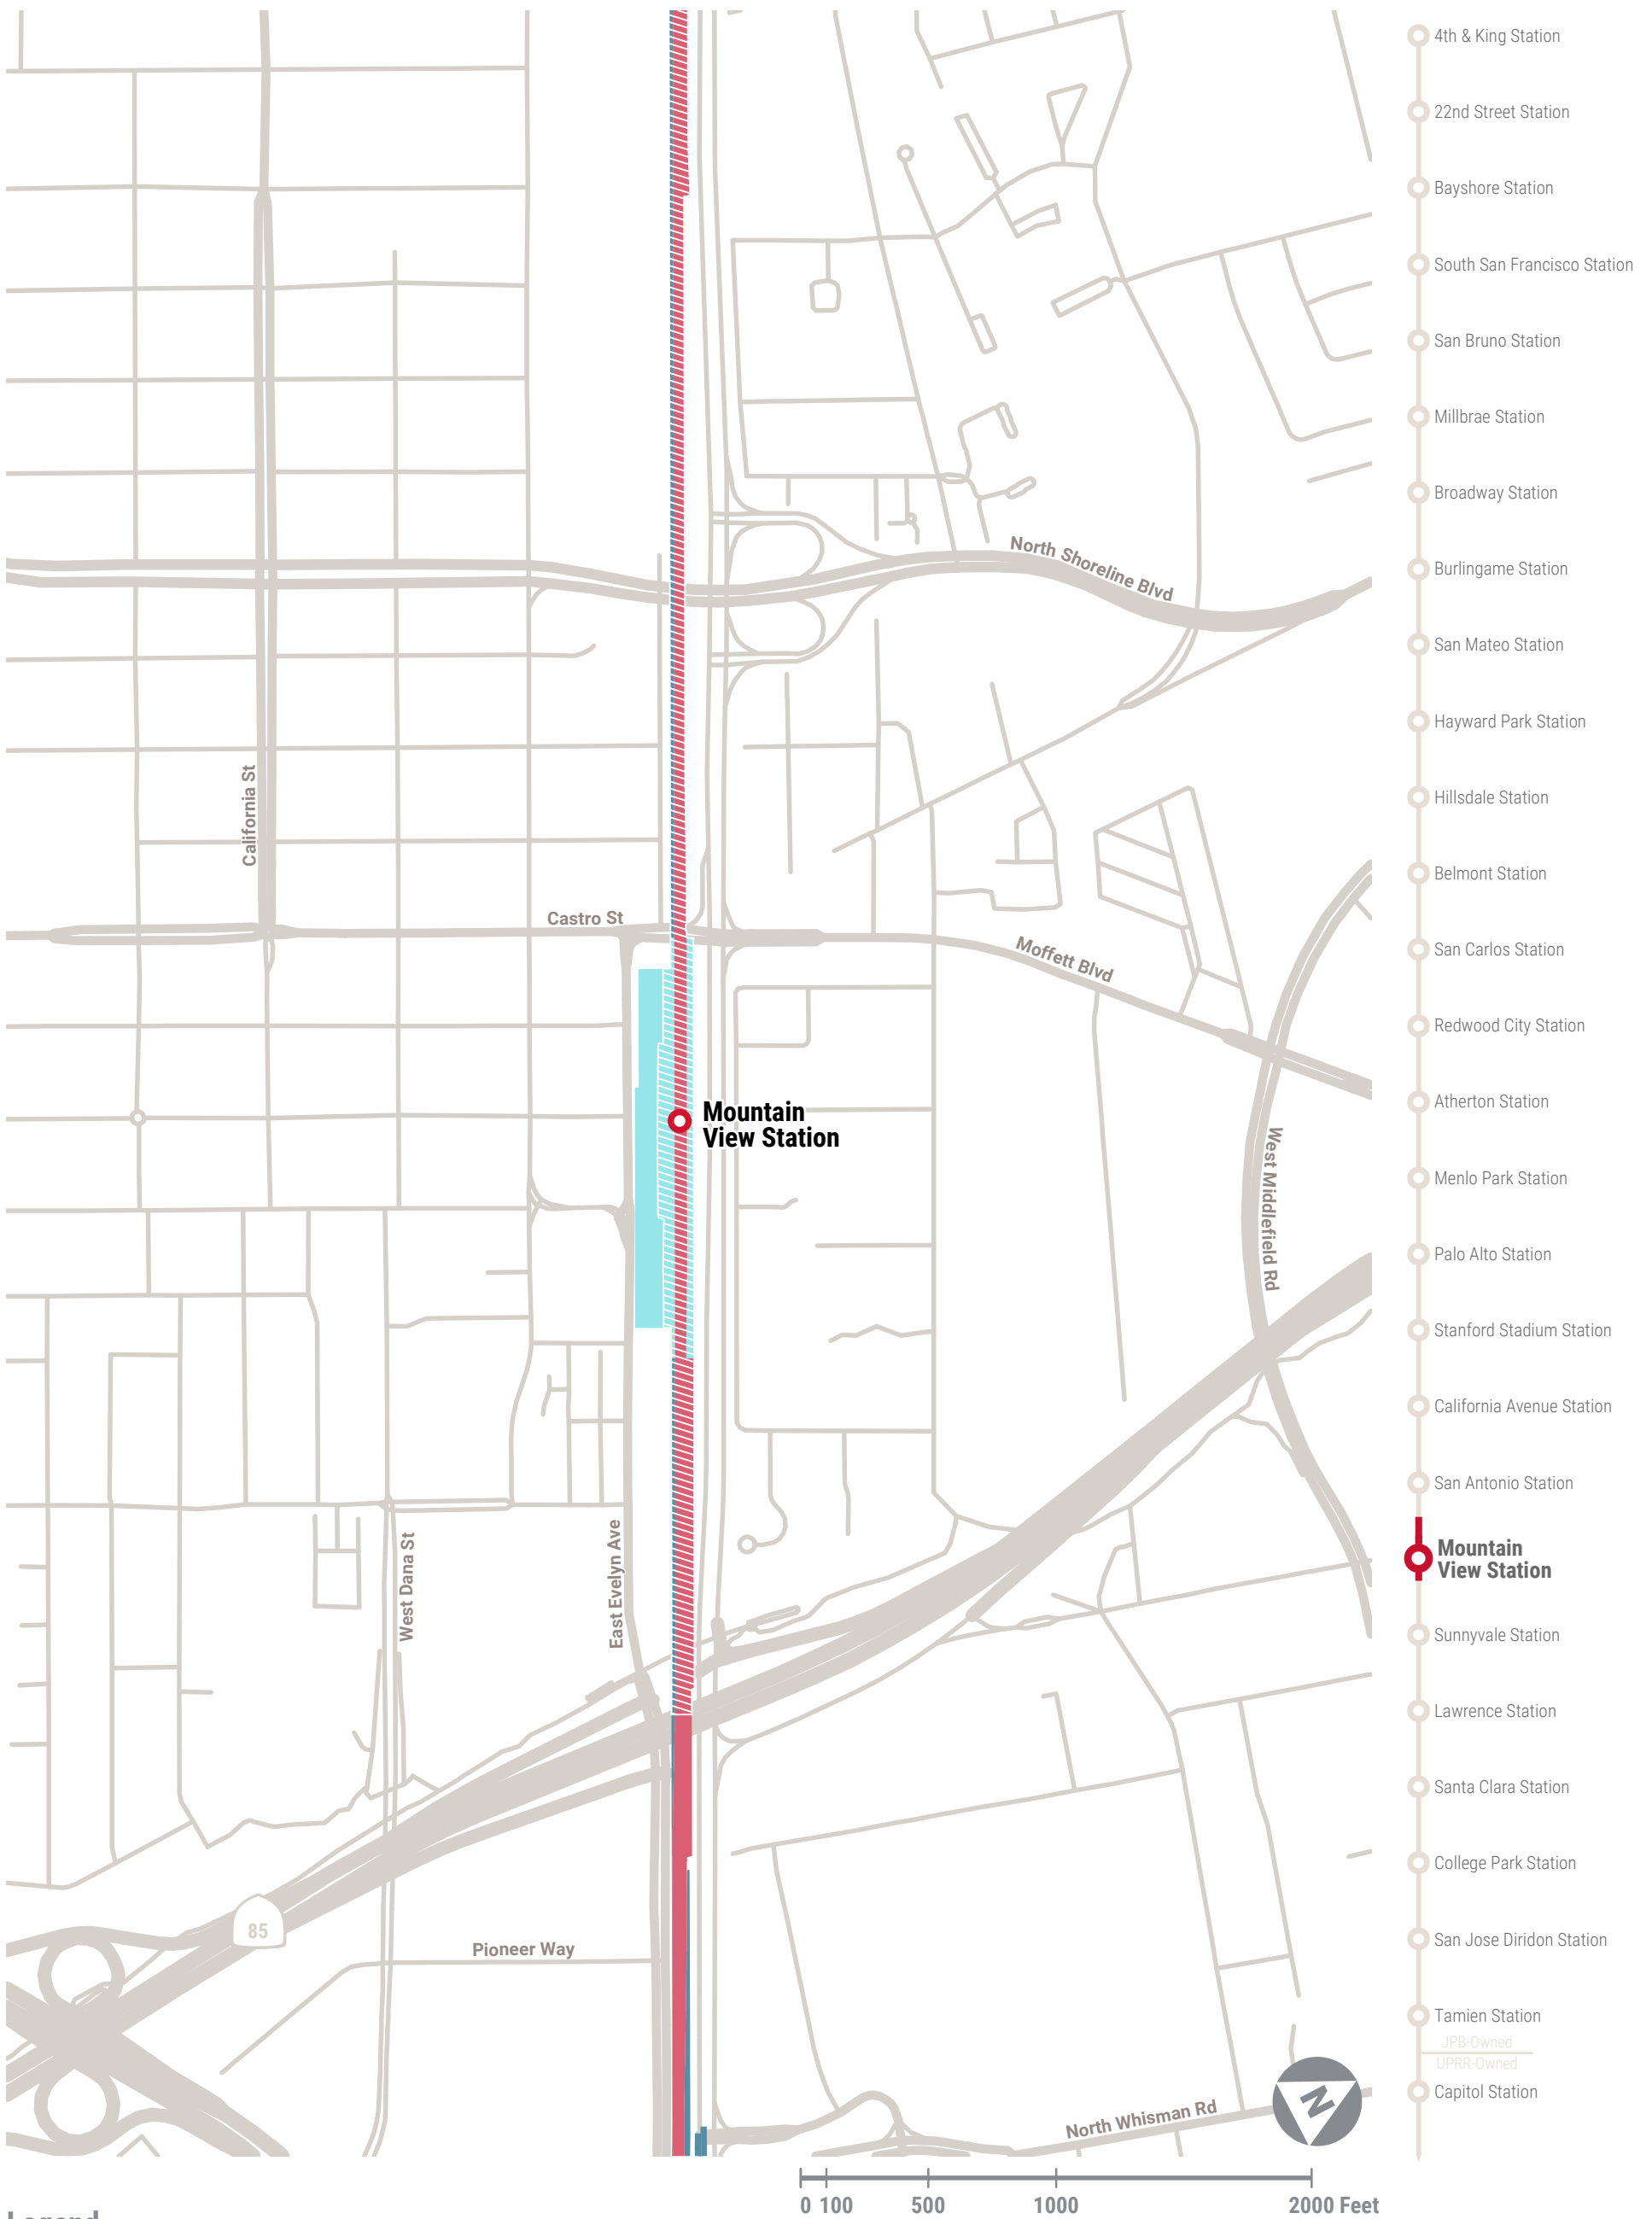 4th & King Station
22nd Street Station
Bayshore Station
South San Francisco Station
San Bruno Station
Millbrae Station
Broadway Station
Burlingame Station
San Mateo Station
Hayward Park Station
Hillsdale Station
Belmont Station
San Carlos Station
Redwood City Station
Atherton Station
Menlo Park Station
Palo Alto Station
Stanford Stadium Station
California Avenue Station
San Antonio Station
Mountain
View Station
Sunnyvale Station
Lawrence Station
Santa Clara Station
College Park Station
San Jose Diridon Station
Tamien Station
JPB-Owned
UPRR-Owned
Capitol Station
North Shoreline Blvd
California St
Castro St
Moffett Blvd
Mountain
View Station
West Middlefield Rd
West Dana St
East Evelyn Ave
85
Pioneer Way
North Whisman Rd
N
0 100 500 1000 2000 Feet
Legend